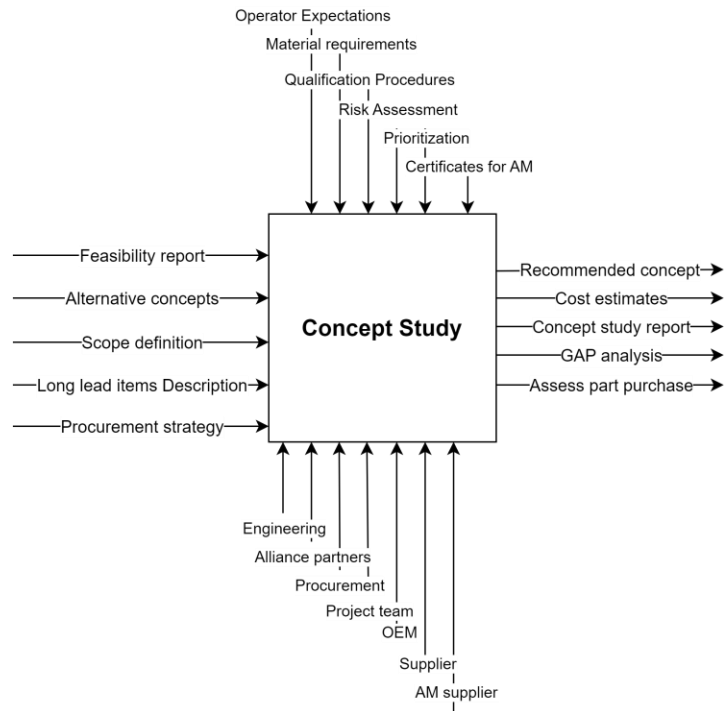 Operator Expectations
Material requirements
Qualification Procedures
Risk Assessment
Prioritization
Certificates for AM
Feasibility report
Alternative concepts
Scope definition
Long lead items Description
Procurement strategy
Concept Study
Recommended concept
Cost estimates
Concept study report
GAP analysis
Assess part purchase
Engineering
Alliance partners
Procurement
Project team
OEM
Supplier
AM supplier